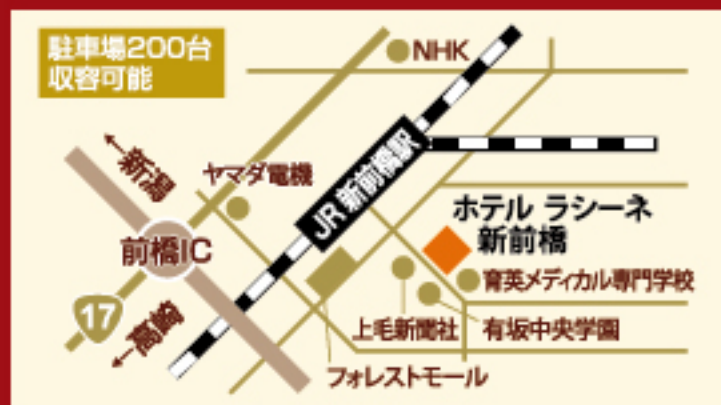 駐車場200台
収容可能
NHK
←新潟
ヤマダ電機
JR 新前橋駅
ホテル ラシーネ
新前橋
前橋IC
育英メディカル専門学校
17
←高崎
上毛新聞社
有坂中央学園
フォレストモール